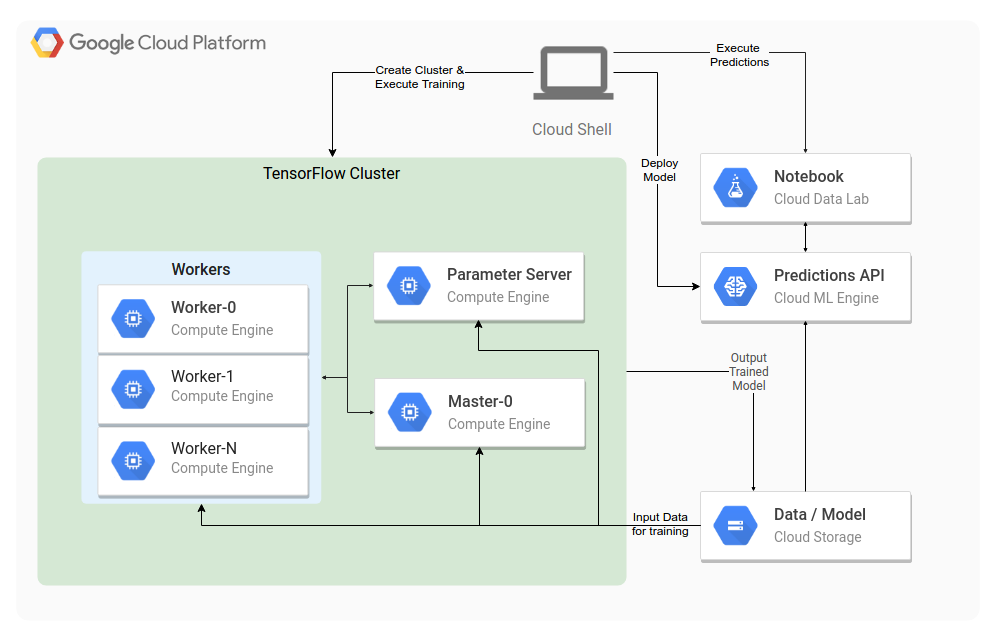 Google Cloud Platform
Execute
Predictions
Create Cluster &
Execute Training
Cloud Shell
TensorFlow Cluster
Deploy
Model
Notebook
Cloud Data Lab
Workers
Worker-0
Compute Engine
Worker-1
Compute Engine
Worker-N
Compute Engine
Parameter Server
Compute Engine
Master-0
Compute Engine
Predictions API
Cloud ML Engine
Output
Trained
Model
Input Data
for training
Data / Model
Cloud Storage